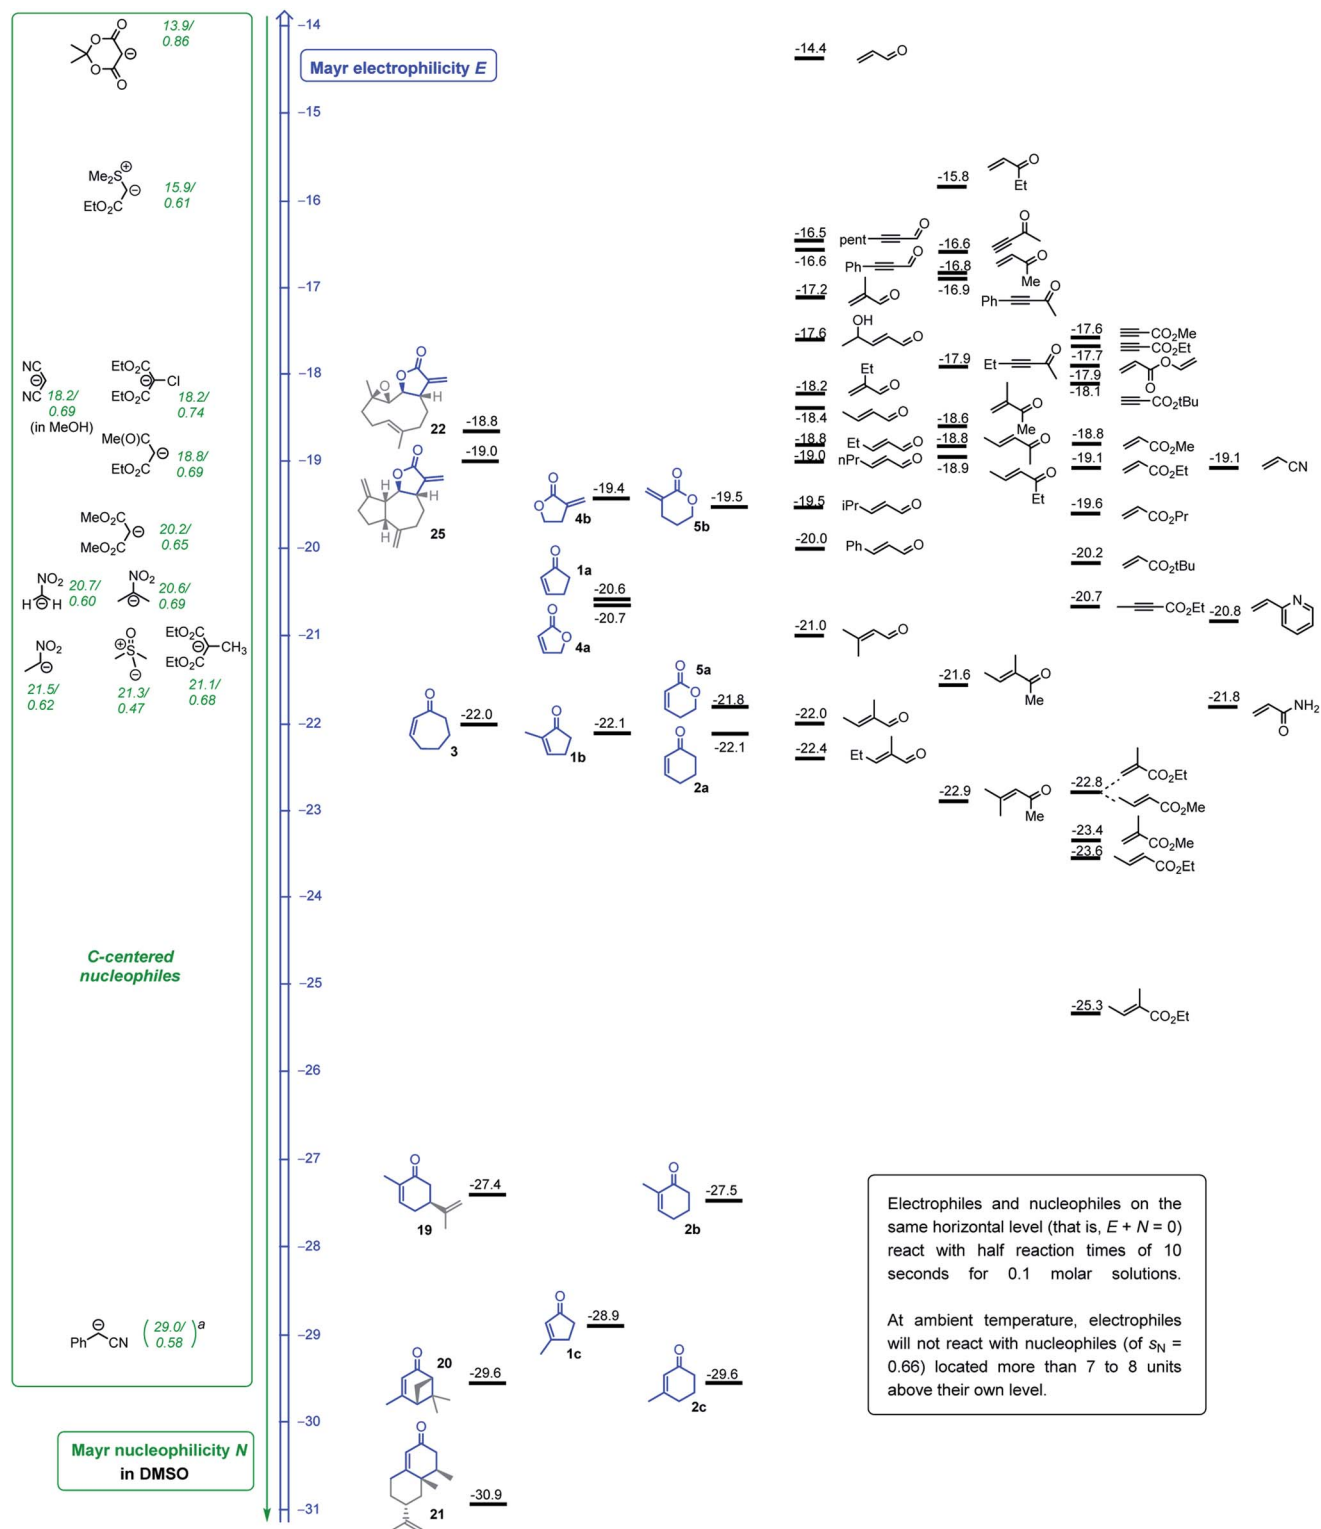 Mayr electrophilicity E
–14
–15
–16
–17
–18
–19
–20
–21
–22
–23
–24
–25
–26
–27
–28
–29
–30
–31
O
O
O
O
⊖
13.9/
0.86
Me2S
⊕
⊖
EtO2C
15.9/
0.61
NC
⊖
NC
18.2/
0.69
(in MeOH)
EtO2C
⊖
Cl
EtO2C
18.2/
0.74
Me(O)C
⊖
EtO2C
18.8/
0.69
MeO2C
⊖
MeO2C
20.2/
0.65
NO2
H ⊖ H
20.7/
0.60
NO2
⊖
20.6/
0.69
NO2
⊖
21.5/
0.62
O
⊕
S
⊖
21.3/
0.47
EtO2C
⊖
CH3
EtO2C
21.1/
0.68
C-centered
nucleophiles
⊖
Ph CN
(29.0/
0.58)a
Mayr nucleophilicity N
in DMSO
O
O
O
H
22
-18.8
-19.0
O
O
H
H
H
25
O
O
4b
-19.4
O
O
5b
-19.5
O
1a
-20.6
-20.7
O
O
4a
O
3
-22.0
O
1b
-22.1
5a
O
O
-21.8
O
2a
-22.1
O
19
-27.4
O
2b
-27.5
O
1c
-28.9
20
O
-29.6
O
2c
-29.6
O
21
-30.9
-14.4
O
-16.5
pent O
-16.6
Ph O
-17.2
O
-17.6
OH
O
-18.2
Et
O
-18.4
O
-18.8
Et O
-19.0
nPr O
-19.5
iPr O
-20.0
Ph O
-21.0
O
-22.0
O
-22.4
Et O
-15.8
O
Et
-16.6
O
-16.8
O
Me
-16.9
Ph
O
-17.9
Et
O
-18.6
O
Me
-18.8
O
-18.9
O
Et
-21.6
O
Me
-22.9
O
Me
-17.6
CO2Me
-17.7
CO2Et
-17.9
O
O
-18.1
CO2tBu
-18.8
CO2Me
-19.1
CO2Et
-19.6
CO2Pr
-20.2
CO2tBu
-20.7
CO2Et
-22.8
CO2Et
CO2Me
-23.4
CO2Me
-23.6
CO2Et
-25.3
CO2Et
-19.1
CN
-20.8
N
-21.8
NH2
O
Electrophiles and nucleophiles on the
same horizontal level (that is, E + N = 0)
react with half reaction times of 10
seconds for 0.1 molar solutions.
At ambient temperature, electrophiles
will not react with nucleophiles (of sN =
0.66) located more than 7 to 8 units
above their own level.